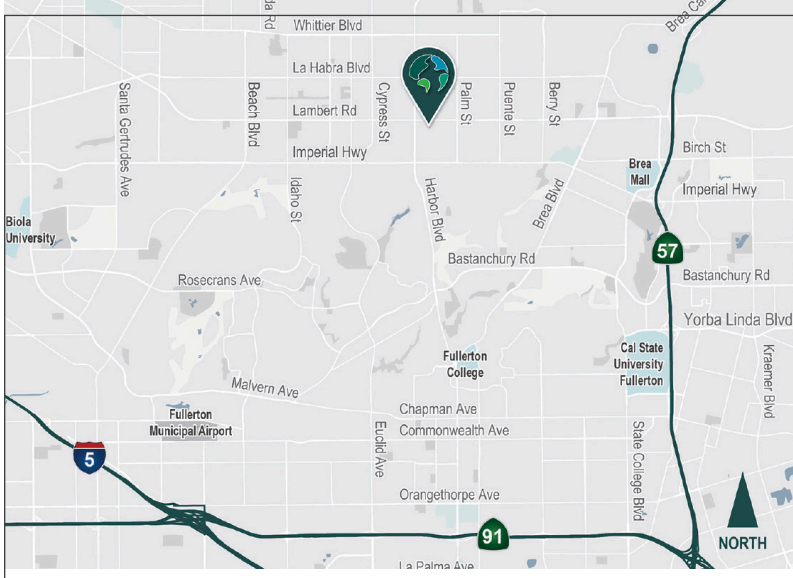 Brea Ca
Whittier Blvd
La Habra Blvd
Lambert Rd
Imperial Hwy
Santa Gertrudes Ave
Beach Blvd
Idaho St
Cypress St
Harbor Blvd
Palm St
Puente St
Berry St
Brea Blvd
Birch St
Brea
Mall
Imperial Hwy
Biola
University
57
Bastanchury Rd
Bastanchury Rd
Rosecrans Ave
Yorba Linda Blvd
Fullerton
College
Cal State
University
Fullerton
Kraemer Blvd
Malvern Ave
Fullerton
Municipal Airport
Chapman Ave
Commonwealth Ave
Euclid Ave
State College Blvd
5
Orangethorpe Ave
91
NORTH
La Palma Ave